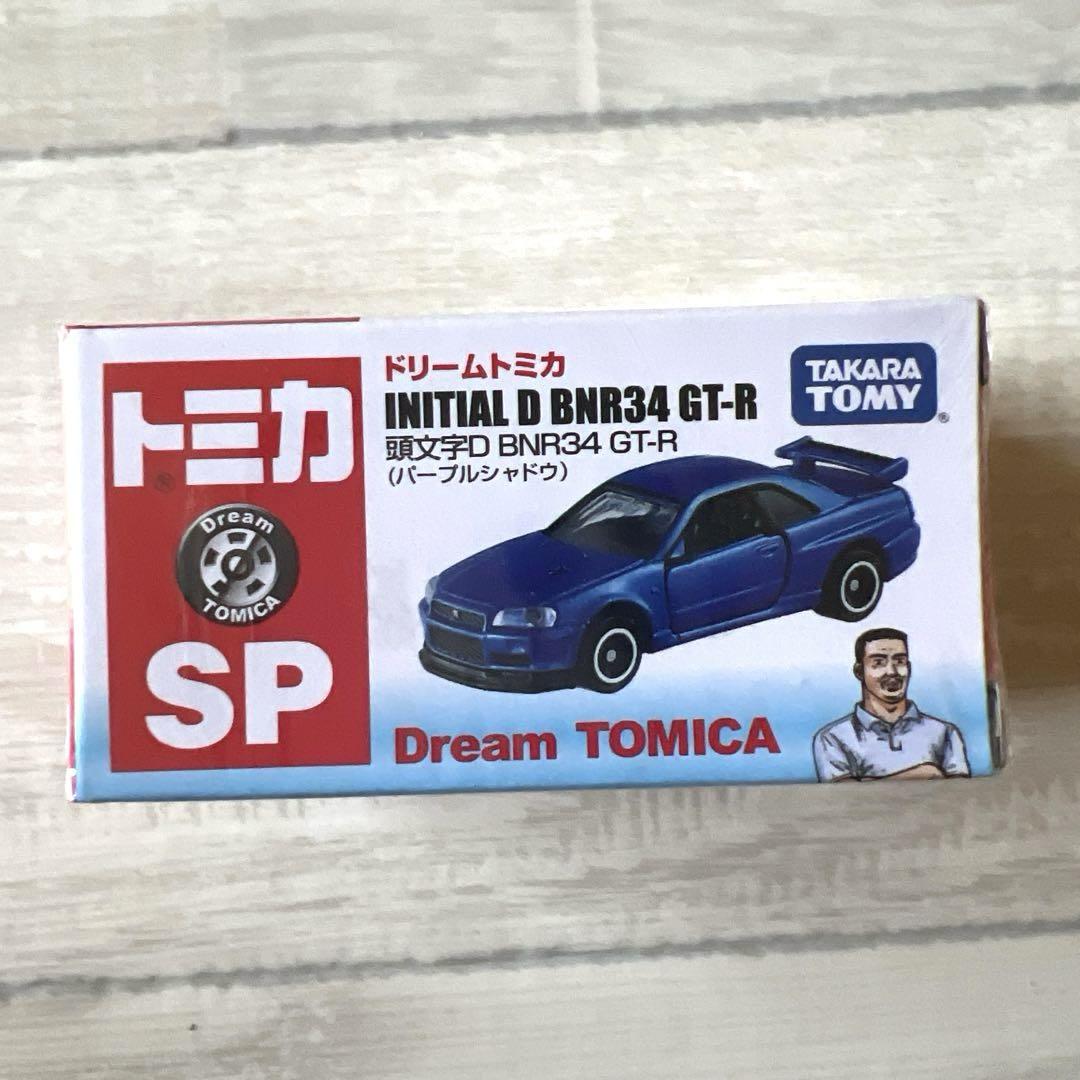 トミカ
®
Dream
TOMICA
SP
ドリームトミカ
INITIAL D BNR34 GT-R
頭文字D BNR34 GT-R
(パープルシャドウ)
TAKARA
TOMY
®
Dream TOMICA